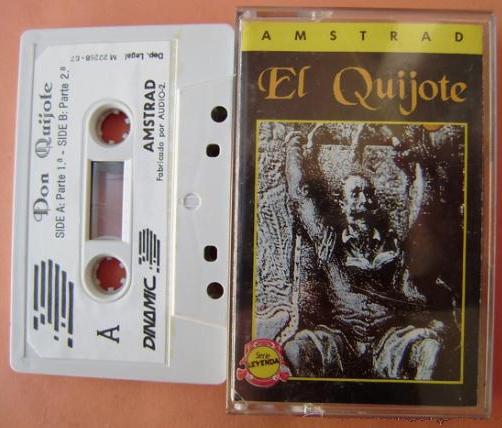 Dep. Legal M 22268-87
Don Quijote
SIDE A: Parte 1.ª - SIDE B: Parte 2.ª
A
DINAMIC
AMSTRAD
Fabricado por AUDIO-2.
AMSTRAD
El Quijote
Serie
LEYENDA